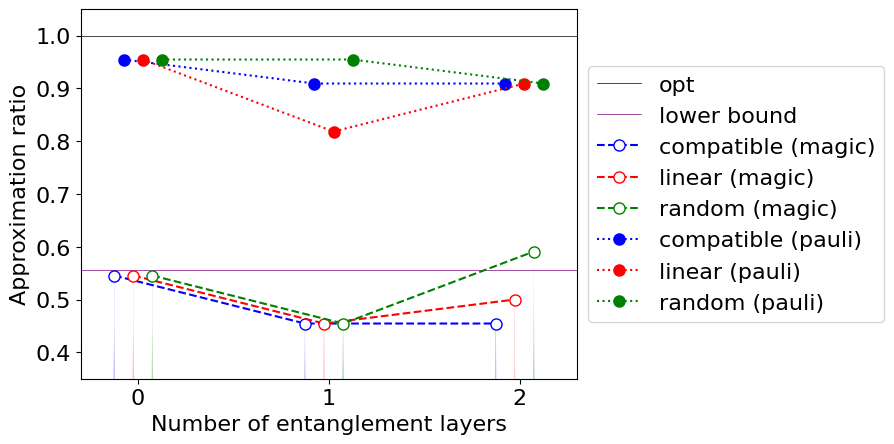 Approximation ratio
1.0
0.9
0.8
0.7
0.6
0.5
0.4
0
1
2
Number of entanglement layers
opt
lower bound
compatible (magic)
linear (magic)
random (magic)
compatible (pauli)
linear (pauli)
random (pauli)